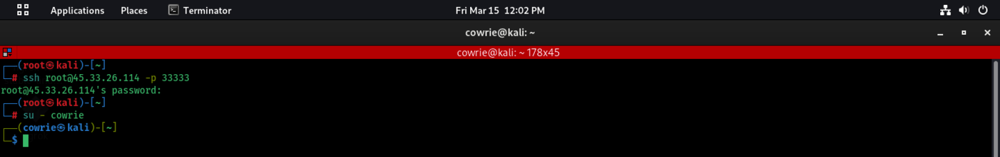 Applications Places Terminator Fri Mar 15 12:02 PM
cowrie@kali: ~
cowrie@kali: ~ 178x45
┌──(root㉿kali)-[~]
└─# ssh root@45.33.26.114 -p 33333
root@45.33.26.114's password:
┌──(root㉿kali)-[~]
└─# su - cowrie
┌──(cowrie㉿kali)-[~]
└─$